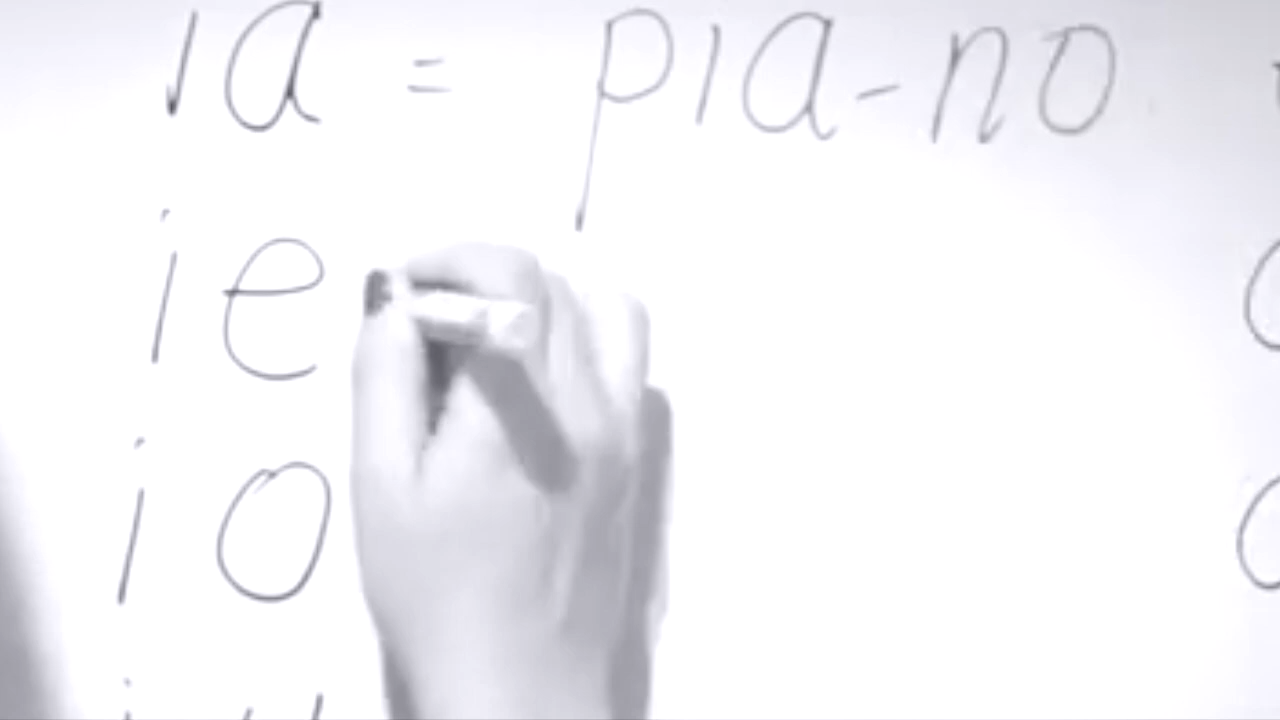 ia = pia-no
ie
io